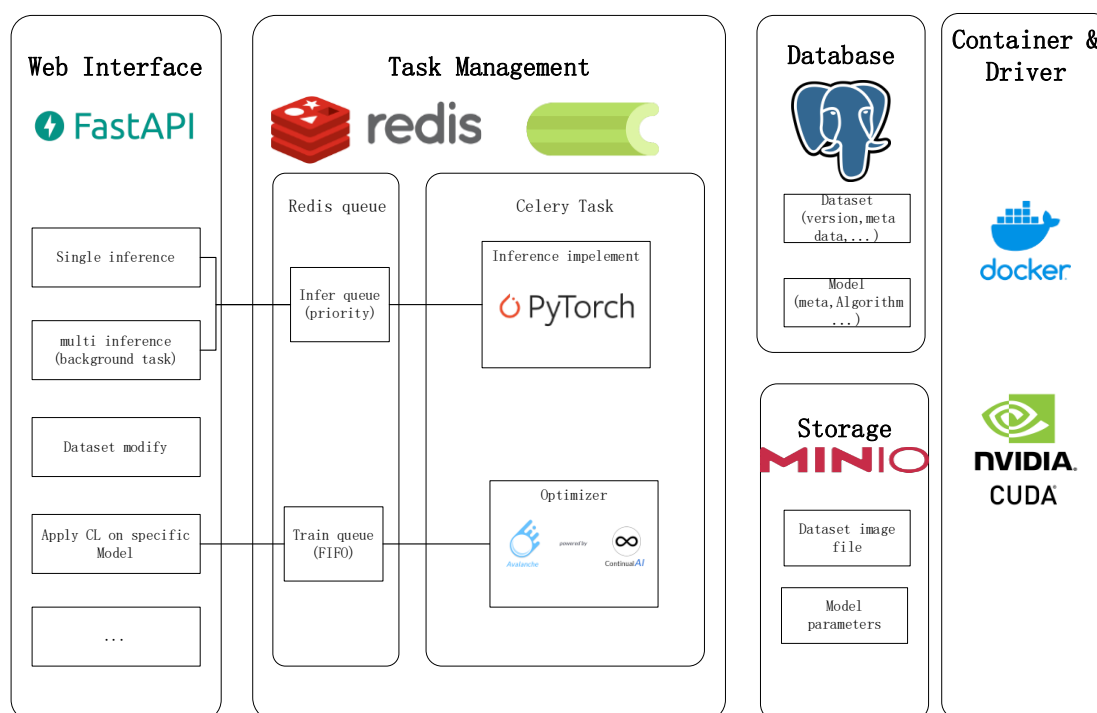 Web Interface
FastAPI
Single inference
multi inference
(background task)
Dataset modify
Apply CL on specific
Model
...
Task Management
redis
Redis queue
Infer queue
(priority)
Train queue
(FIFO)
Celery Task
Inference impelement
PyTorch
Optimizer
Avalanche
powered by
ContinualAI
Database
Dataset
(version,meta
data,...)
Model
(meta,Algorithm
...)
Storage
MINIO
Dataset image
file
Model
parameters
Container &
Driver
docker
NVIDIA.
CUDA